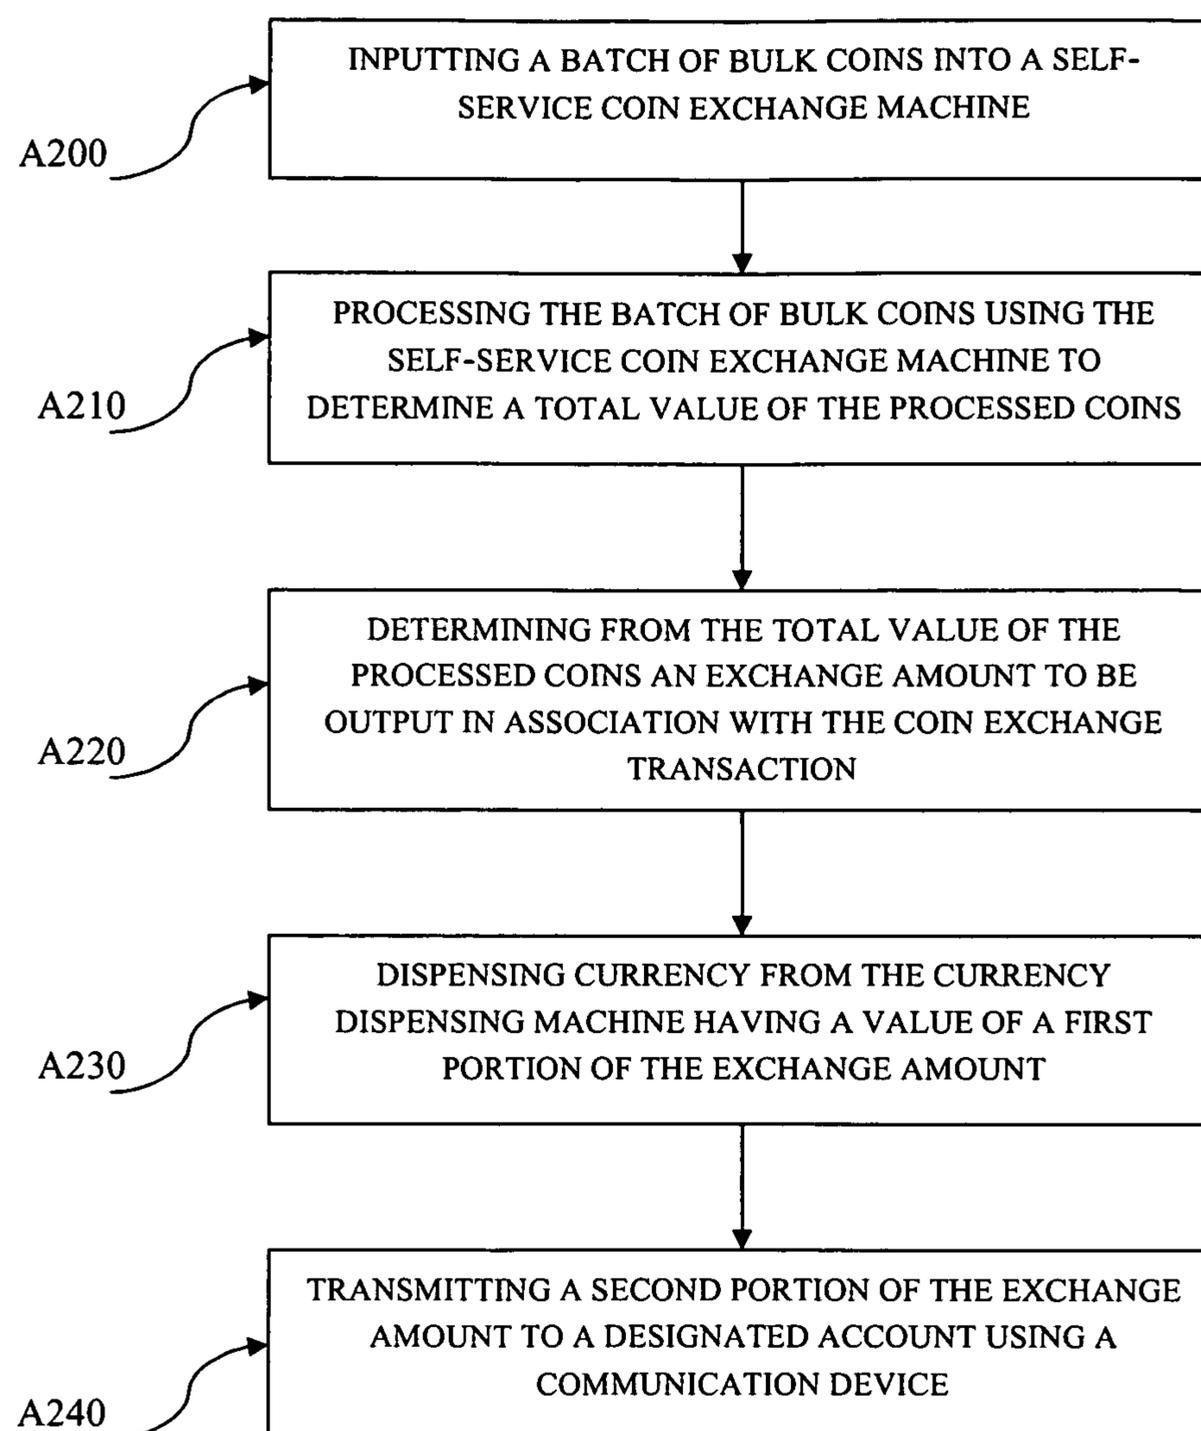 INPUTTING A BATCH OF BULK COINS INTO A SELF-
SERVICE COIN EXCHANGE MACHINE
A200
PROCESSING THE BATCH OF BULK COINS USING THE
SELF-SERVICE COIN EXCHANGE MACHINE TO
DETERMINE A TOTAL VALUE OF THE PROCESSED COINS
A210
DETERMINING FROM THE TOTAL VALUE OF THE
PROCESSED COINS AN EXCHANGE AMOUNT TO BE
OUTPUT IN ASSOCIATION WITH THE COIN EXCHANGE
TRANSACTION
A220
DISPENSING CURRENCY FROM THE CURRENCY
DISPENSING MACHINE HAVING A VALUE OF A FIRST
PORTION OF THE EXCHANGE AMOUNT
A230
TRANSMITTING A SECOND PORTION OF THE EXCHANGE
AMOUNT TO A DESIGNATED ACCOUNT USING A
COMMUNICATION DEVICE
A240